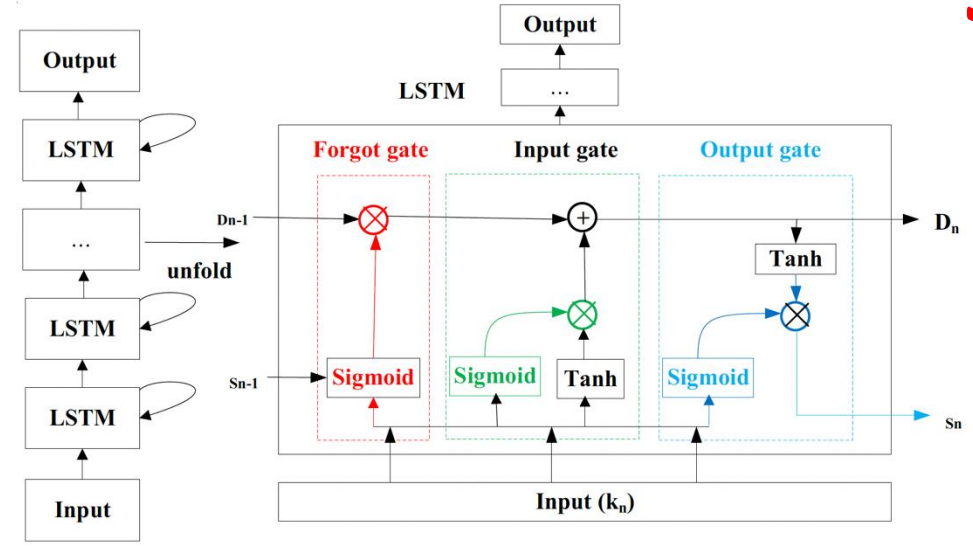 Output
LSTM
...
unfold
LSTM
LSTM
Input
Output
LSTM
...
Forgot gate
Input gate
Output gate
Dn-1
Dn
Tanh
Sn-1
Sigmoid
Sigmoid
Tanh
Sigmoid
Sn
Input (kn)